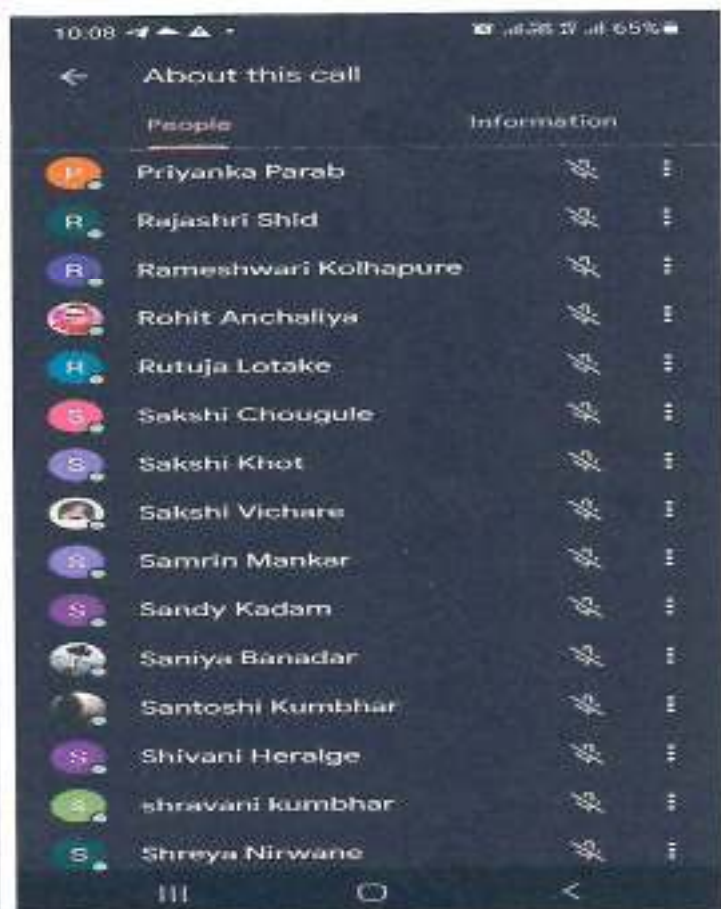 10:08 65%
About this call
People Information
P Priyanka Parab
R Rajashri Shid
R Rameshwari Kolhapure
Rohit Anchaliya
R Rutuja Lotake
S Sakshi Chougule
S Sakshi Khot
Sakshi Vichare
S Samrin Mankar
S Sandy Kadam
Saniya Banadar
Santoshi Kumbhar
S Shivani Heralge
S shravani kumbhar
S Shreya Nirwane